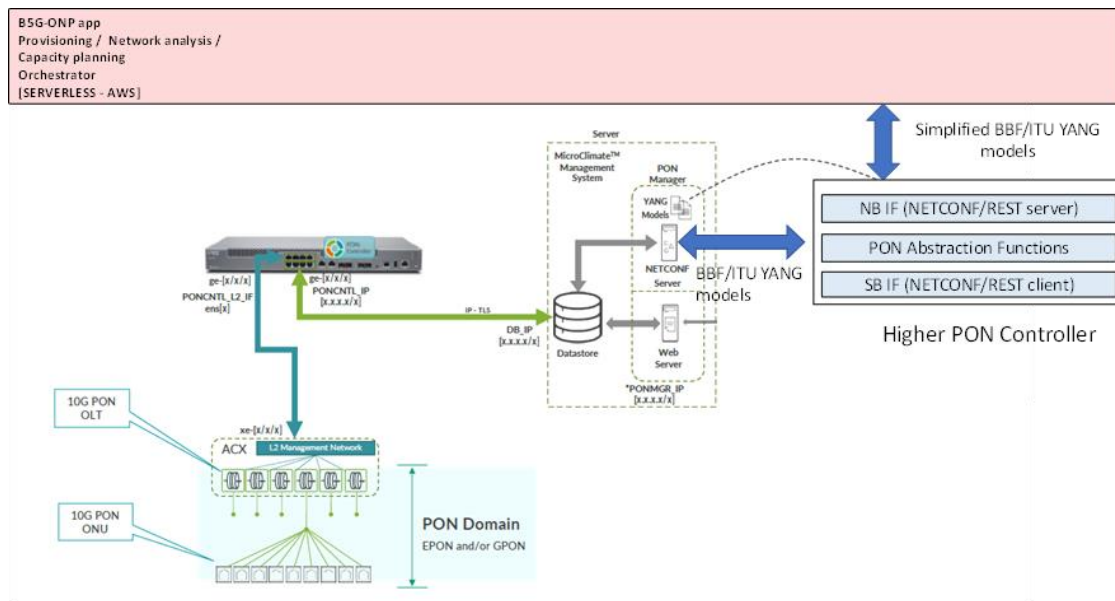 B5G-ONP app
Provisioning / Network analysis /
Capacity planning
Orchestrator
[SERVERLESS - AWS]
Simplified BBF/ITU YANG
models
Server
MicroClimate™
Management
System
PON
Manager
YANG
Models
NETCONF
Server
BBF/ITU YANG
models
NB IF (NETCONF/REST server)
PON Abstraction Functions
SB IF (NETCONF/REST client)
Higher PON Controller
PON
Controller
ge-[x/x/x]
PONCNTL_L2_IF
ens[x]
ge-[x/x/x]
PONCNTL_IP
[x.x.x.x/x]
IP - TLS
DB_IP
[x.x.x.x/x]
Datastore
Web
Server
*PONMGR_IP
[x.x.x.x/x]
10G PON
OLT
xe-[x/x/x]
ACX
L2 Management Network
10G PON
ONU
PON Domain
EPON and/or GPON